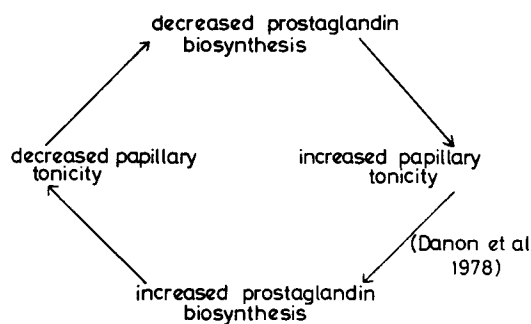 decreased prostaglandin
biosynthesis
decreased papillary
tonicity
increased papillary
tonicity
(Danon et al
1978)
increased prostaglandin
biosynthesis